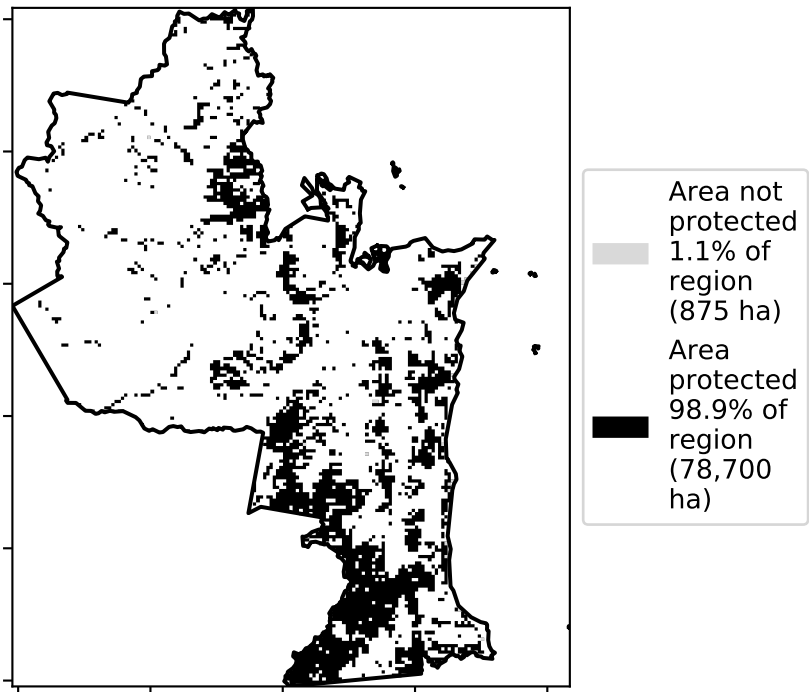 Area not
protected
1.1% of
region
(875 ha)
Area
protected
98.9% of
region
(78,700
ha)